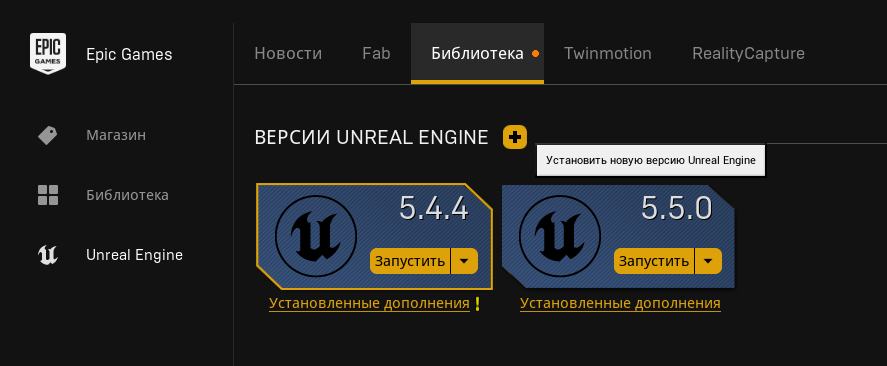 EPIC GAMES
Epic Games
Новости Fab Библиотека Twinmotion RealityCapture
Магазин
Библиотека
Unreal Engine
ВЕРСИИ UNREAL ENGINE
Установить новую версию Unreal Engine
5.4.4
Запустить
Установленные дополнения !
5.5.0
Запустить
Установленные дополнения